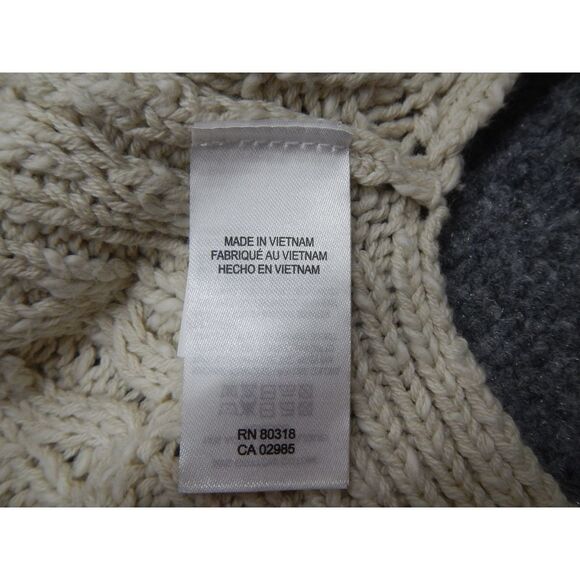 MADE IN VIETNAM
FABRIQUÉ AU VIETNAM
HECHO EN VIETNAM
RN 80318
CA 02985